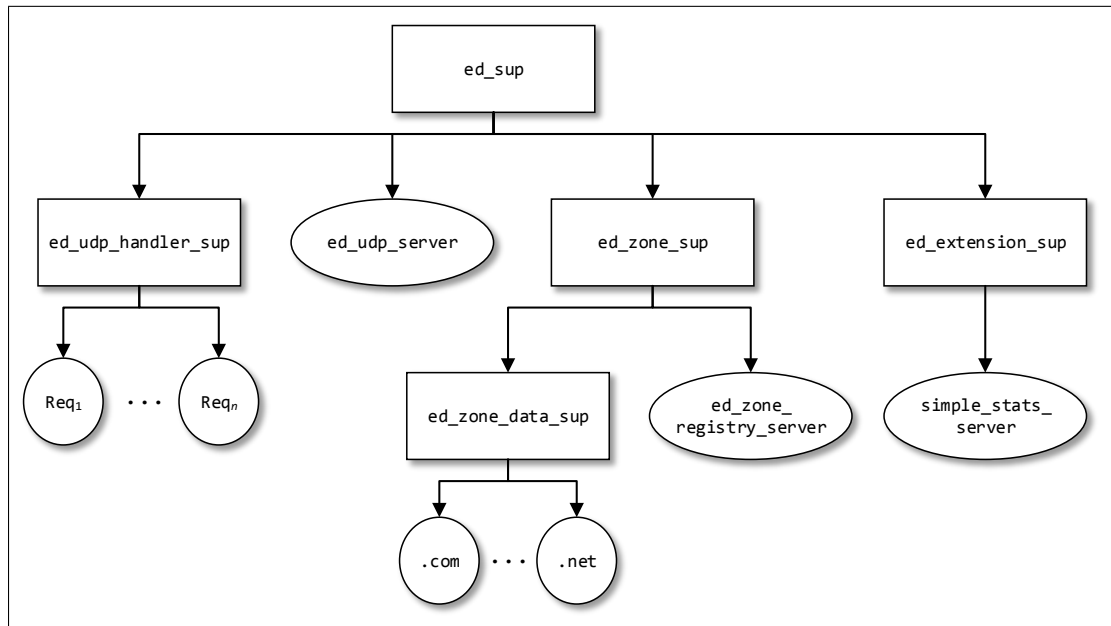 ed_sup
ed_udp_handler_sup
ed_udp_server
ed_zone_sup
ed_extension_sup
Req₁
···
Reqₙ
ed_zone_data_sup
ed_zone_
registry_server
simple_stats_
server
.com
···
.net